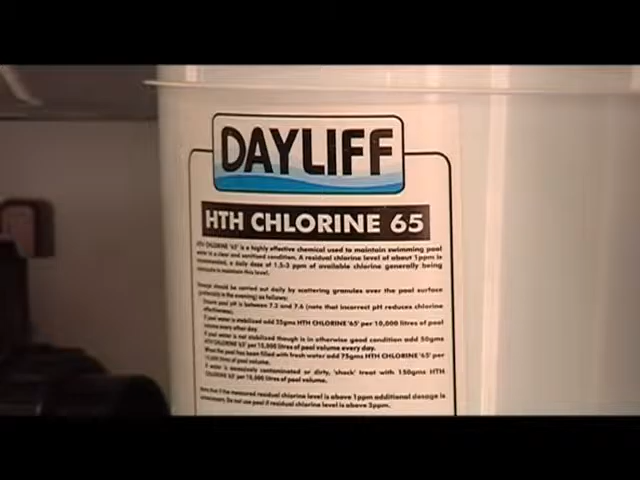 DAYLIFF
HTH CHLORINE 65
HTH CHLORINE '65' is a highly effective chemical used to maintain swimming pool
water in a clear and sanitised condition. A residual chlorine level of about 1ppm is
recommended, a daily dose of 1.5-3 ppm of available chlorine generally being
to maintain this level.
should be carried out daily by scattering granules over the pool surface
(preferably in the evening) as follows:
Ensure pool pH is between 7.2 and 7.6 (note that incorrect pH reduces chlorine
effectiveness).
If pool water is stabilized add 25gms HTH CHLORINE '65' per 10,000 litres of pool
volume every other day.
If pool water is not stabilized though is in otherwise good condition add 50gms
HTH CHLORINE '65' per 10,000 litres of pool volume every day.
When the pool has been filled with fresh water add 75gms HTH CHLORINE '65' per
10,000 litres of pool volume.
If water is excessively contaminated or dirty, 'shock' treat with 150gms HTH
CHLORINE '65' per 10,000 litres of pool volume.
Note that if the measured residual chlorine level is above 1ppm additional dosage is
unnecessary. Do not use pool if residual chlorine level is above 3ppm.